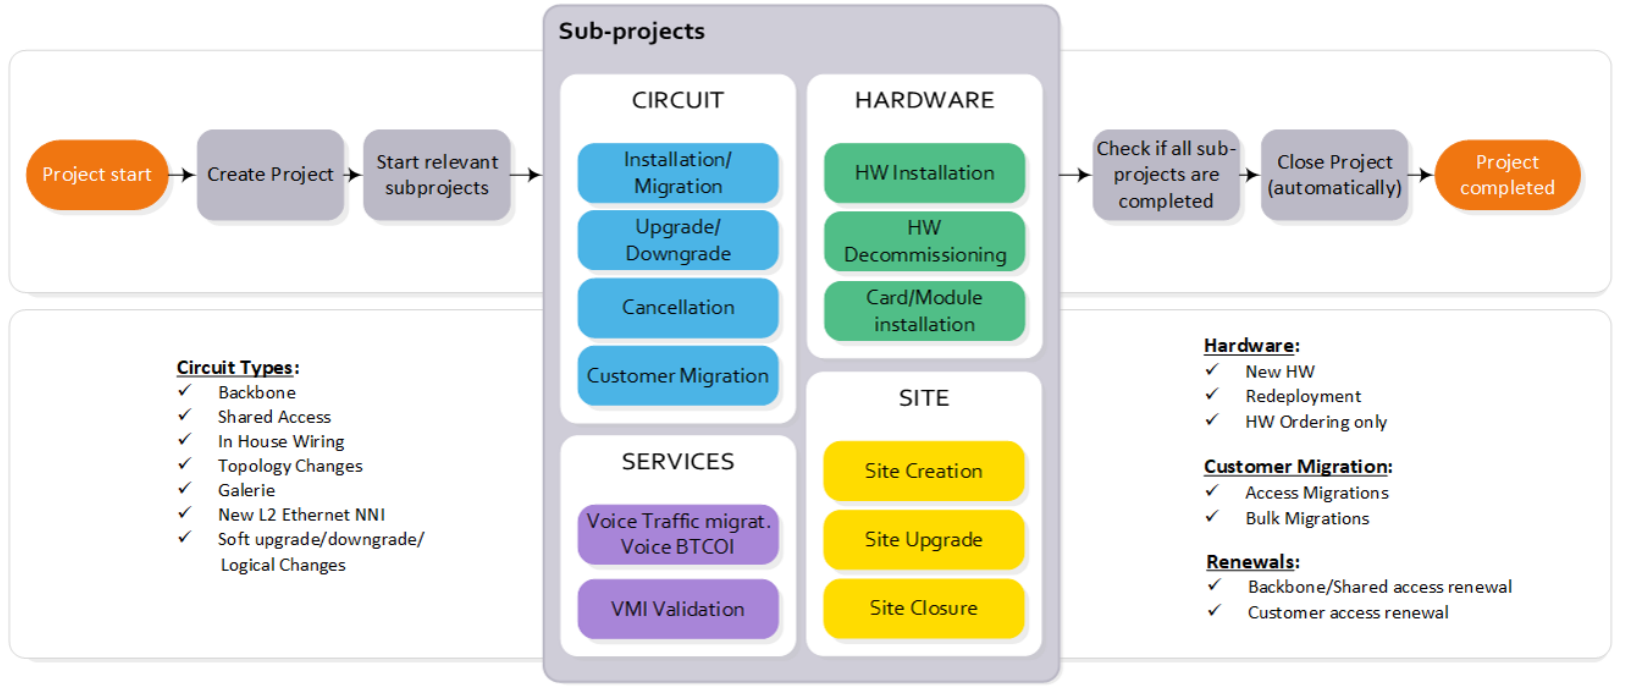 Sub-projects
Project start
Create Project
Start relevant
subprojects
CIRCUIT
Installation/
Migration
Upgrade/
Downgrade
Cancellation
Customer Migration
SERVICES
Voice Traffic migrat.
Voice BTCOI
VMI Validation
HARDWARE
HW Installation
HW
Decommissioning
Card/Module
installation
SITE
Site Creation
Site Upgrade
Site Closure
Check if all sub-
projects are
completed
Close Project
(automatically)
Project
completed
Circuit Types:
✓ Backbone
✓ Shared Access
✓ In House Wiring
✓ Topology Changes
✓ Galerie
✓ New L2 Ethernet NNI
✓ Soft upgrade/downgrade/
Logical Changes
Hardware:
✓ New HW
✓ Redeployment
✓ HW Ordering only
Customer Migration:
✓ Access Migrations
✓ Bulk Migrations
Renewals:
✓ Backbone/Shared access renewal
✓ Customer access renewal